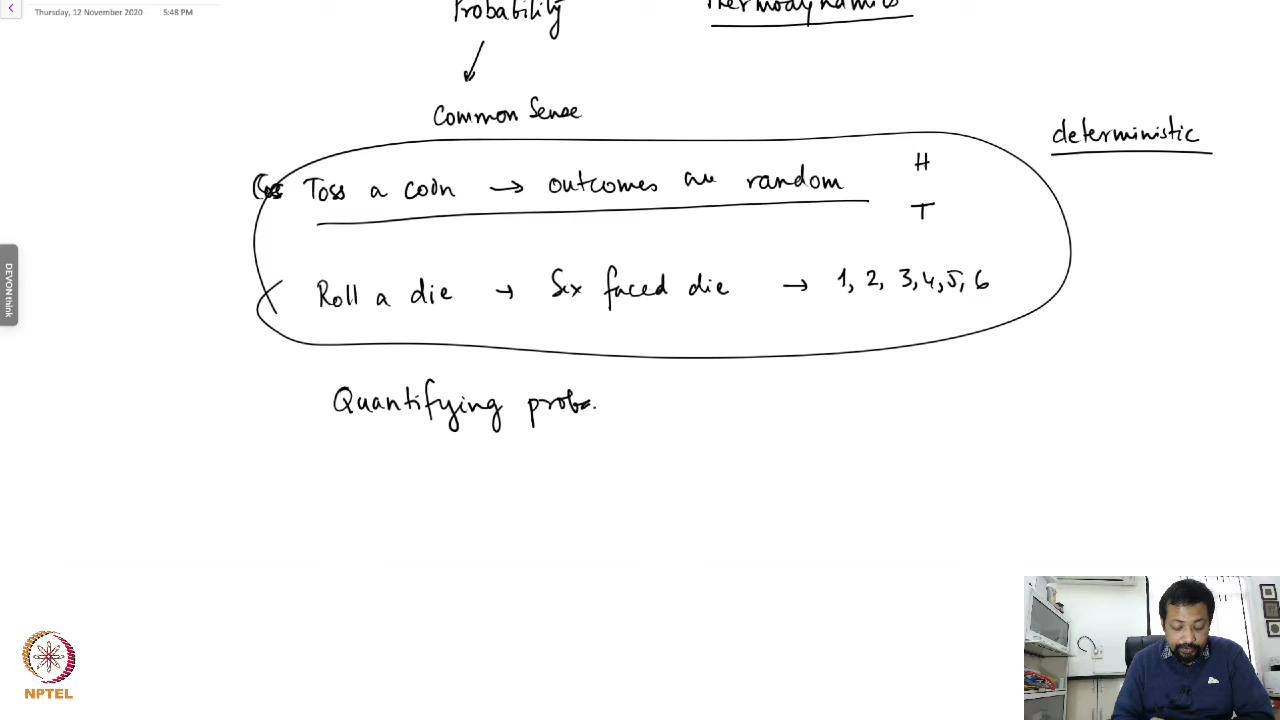 Thursday, 12 November 2020 5:48 PM
Probability Thermodynamics
Common Sense
deterministic
Toss a coin → outcomes are random H
T
Roll a die → Six faced die → 1, 2, 3, 4, 5, 6
Quantifying prob
DEVONthink
NPTEL